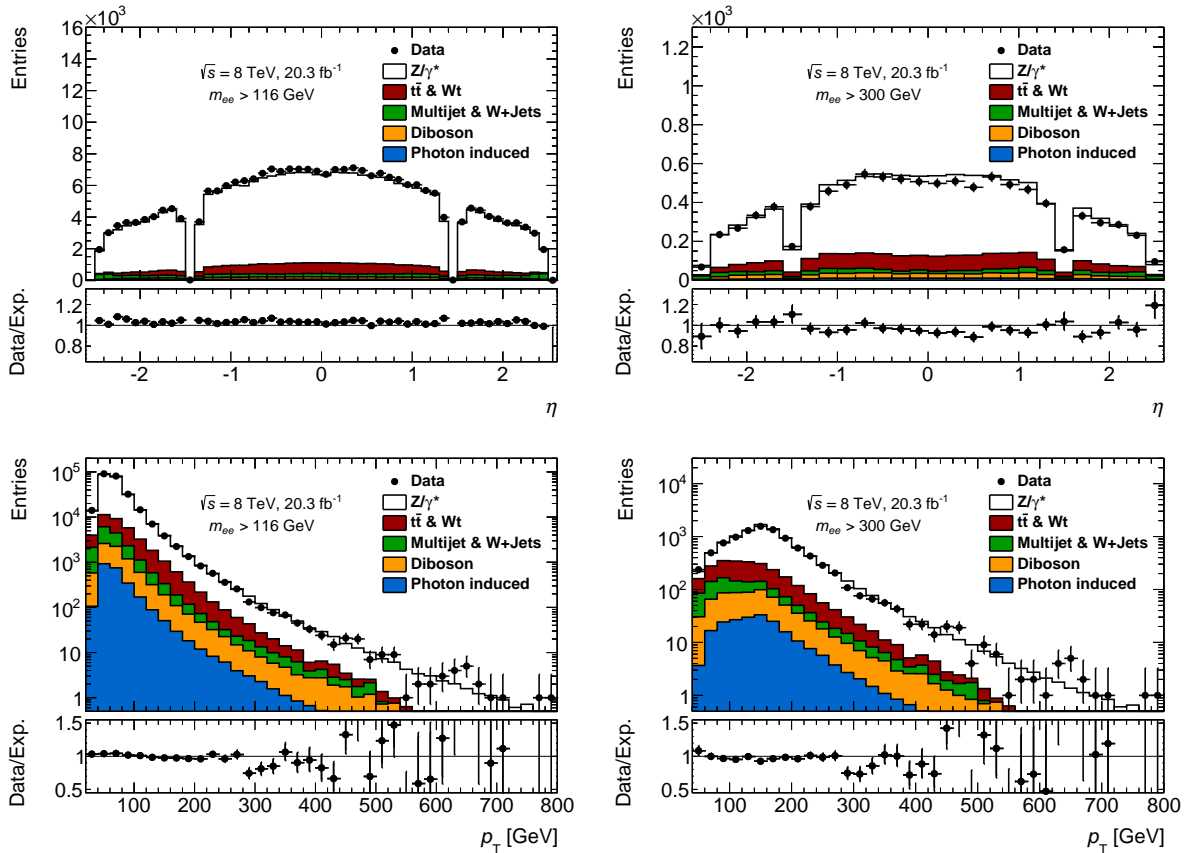 ×10³
Entries
16
14
12
10
8
6
4
2
0
√s = 8 TeV, 20.3 fb⁻¹
m_ee > 116 GeV
Data
Z/γ*
tt̄ & Wt
Multijet & W+Jets
Diboson
Photon induced
Data/Exp.
1.2
1
0.8
-2 -1 0 1 2
η
×10³
Entries
1.2
1
0.8
0.6
0.4
0.2
0
√s = 8 TeV, 20.3 fb⁻¹
m_ee > 300 GeV
Data
Z/γ*
tt̄ & Wt
Multijet & W+Jets
Diboson
Photon induced
Data/Exp.
1.2
1
0.8
-2 -1 0 1 2
η
Entries
10⁵
10⁴
10³
10²
10
1
√s = 8 TeV, 20.3 fb⁻¹
m_ee > 116 GeV
Data
Z/γ*
tt̄ & Wt
Multijet & W+Jets
Diboson
Photon induced
Data/Exp.
1.5
1
0.5
100 200 300 400 500 600 700 800
p_T [GeV]
Entries
10⁴
10³
10²
10
1
√s = 8 TeV, 20.3 fb⁻¹
m_ee > 300 GeV
Data
Z/γ*
tt̄ & Wt
Multijet & W+Jets
Diboson
Photon induced
Data/Exp.
1.5
1
0.5
100 200 300 400 500 600 700 800
p_T [GeV]